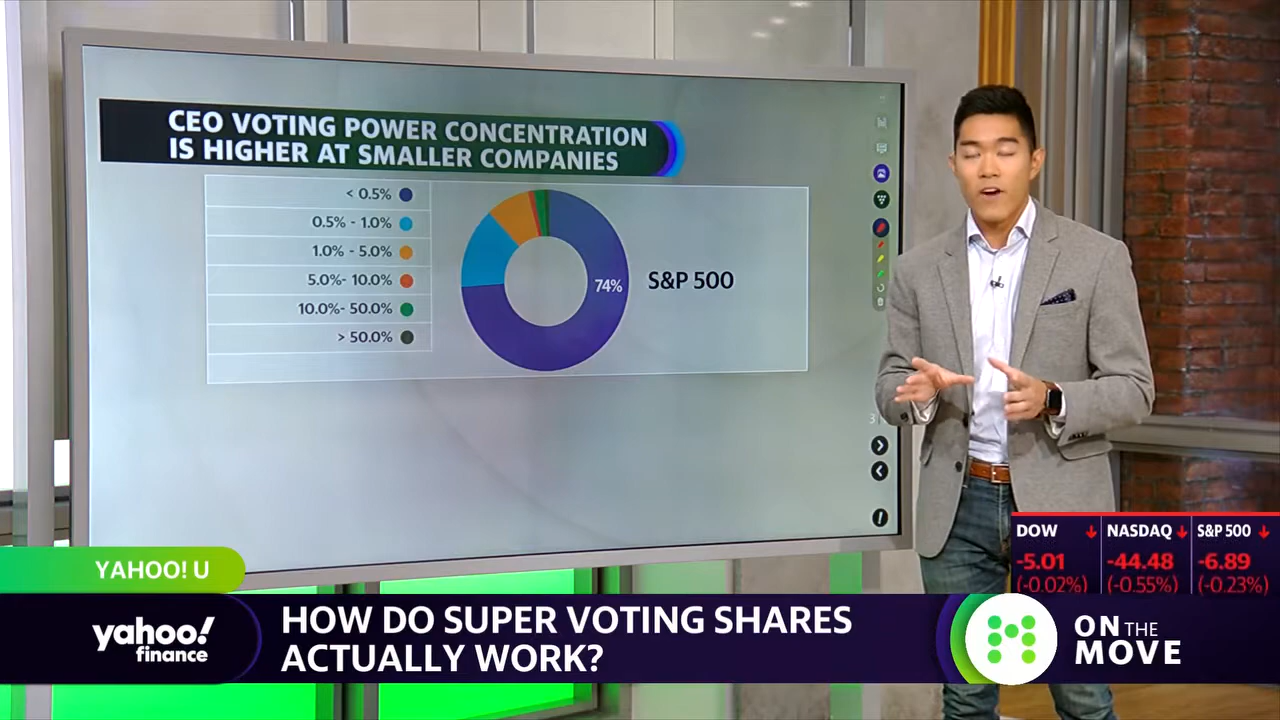 CEO VOTING POWER CONCENTRATION
IS HIGHER AT SMALLER COMPANIES
< 0.5%
0.5% - 1.0%
1.0% - 5.0%
5.0%- 10.0%
10.0%- 50.0%
> 50.0%
74%
S&P 500
3
DOW
-5.01
(-0.02%)
NASDAQ
-44.48
(-0.55%)
S&P 500
-6.89
(-0.23%)
YAHOO! U
yahoo!
finance
HOW DO SUPER VOTING SHARES
ACTUALLY WORK?
ON THE
MOVE